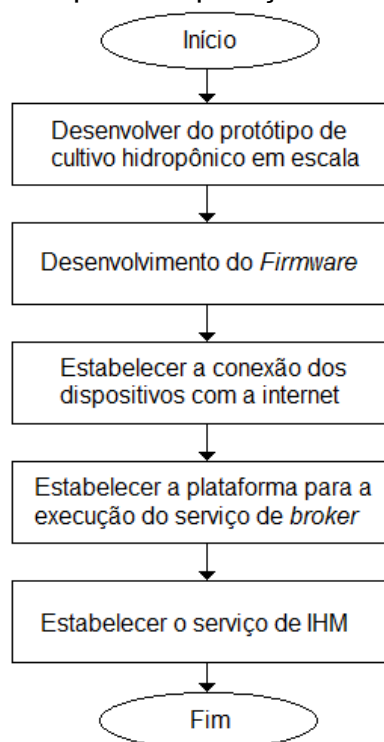 Início
Desenvolver do protótipo de
cultivo hidropônico em escala
Desenvolvimento do Firmware
Estabelecer a conexão dos
dispositivos com a internet
Estabelecer a plataforma para a
execução do serviço de broker
Estabelecer o serviço de IHM
Fim